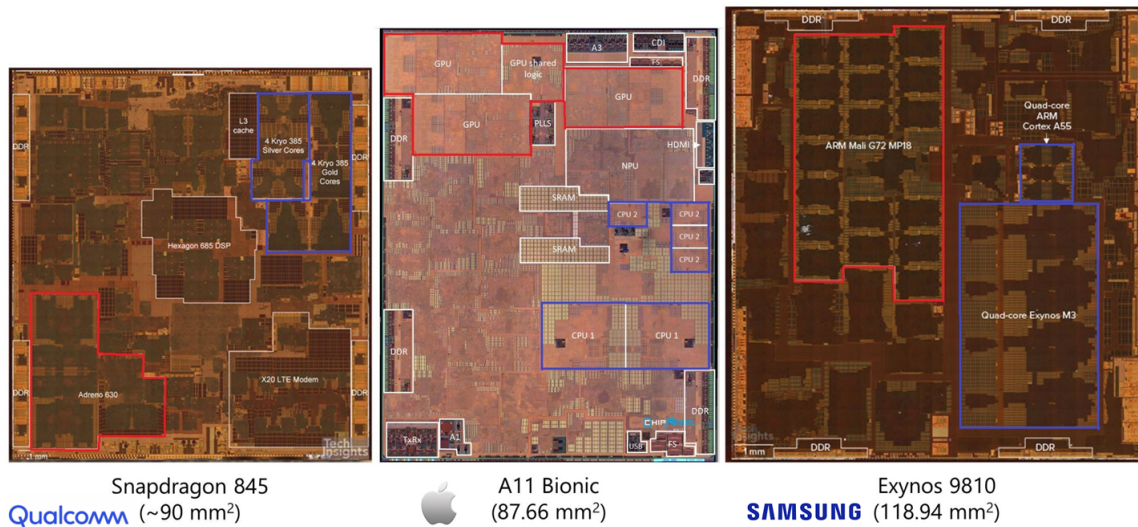 DDR
L3
cache
4 Kryo 385
Silver Cores
4 Kryo 385
Gold
Cores
DDR
Hexagon 685 DSP
DDR
Adreno 630
X20 LTE Modem
DDR
1 mm
Tech
Insights
Snapdragon 845
Qualcomm
(~90 mm²)
GPU
GPU shared
logic
A3
CDI
FS
DDR
GPU
GPU
DDR
PLLS
HDMI
NPU
SRAM
CPU 2
CPU 2
CPU 2
SRAM
CPU 2
CPU 1
CPU 1
DDR
DDR
TxRx
A1
USB
FS
CHIP
A11 Bionic
(87.66 mm²)
DDR
DDR
Quad-core
ARM
Cortex A55
ARM Mali G72 MP18
Quad-core Exynos M3
TechInsights
1 mm
DDR
DDR
Exynos 9810
SAMSUNG
(118.94 mm²)